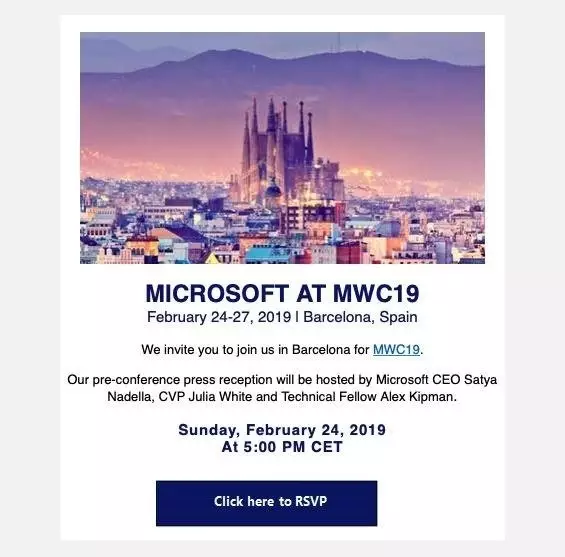 MICROSOFT AT MWC19
February 24-27, 2019 | Barcelona, Spain
We invite you to join us in Barcelona for MWC19.
Our pre-conference press reception will be hosted by Microsoft CEO Satya
Nadella, CVP Julia White and Technical Fellow Alex Kipman.
Sunday, February 24, 2019
At 5:00 PM CET
Click here to RSVP